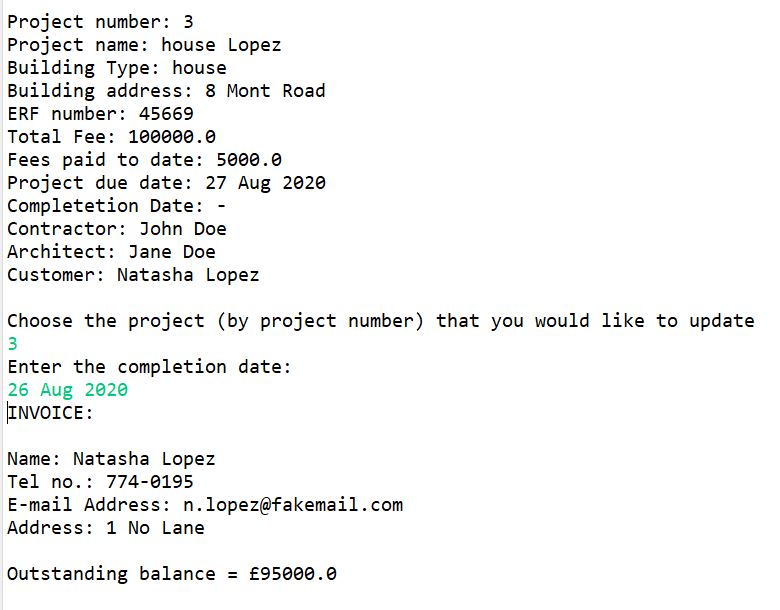 Project number: 3
Project name: house Lopez
Building Type: house
Building address: 8 Mont Road
ERF number: 45669
Total Fee: 100000.0
Fees paid to date: 5000.0
Project due date: 27 Aug 2020
Completetion Date: -
Contractor: John Doe
Architect: Jane Doe
Customer: Natasha Lopez
Choose the project (by project number) that you would like to update
3
Enter the completion date:
26 Aug 2020
INVOICE:
Name: Natasha Lopez
Tel no.: 774-0195
E-mail Address: n.lopez@fakemail.com
Address: 1 No Lane
Outstanding balance = £95000.0